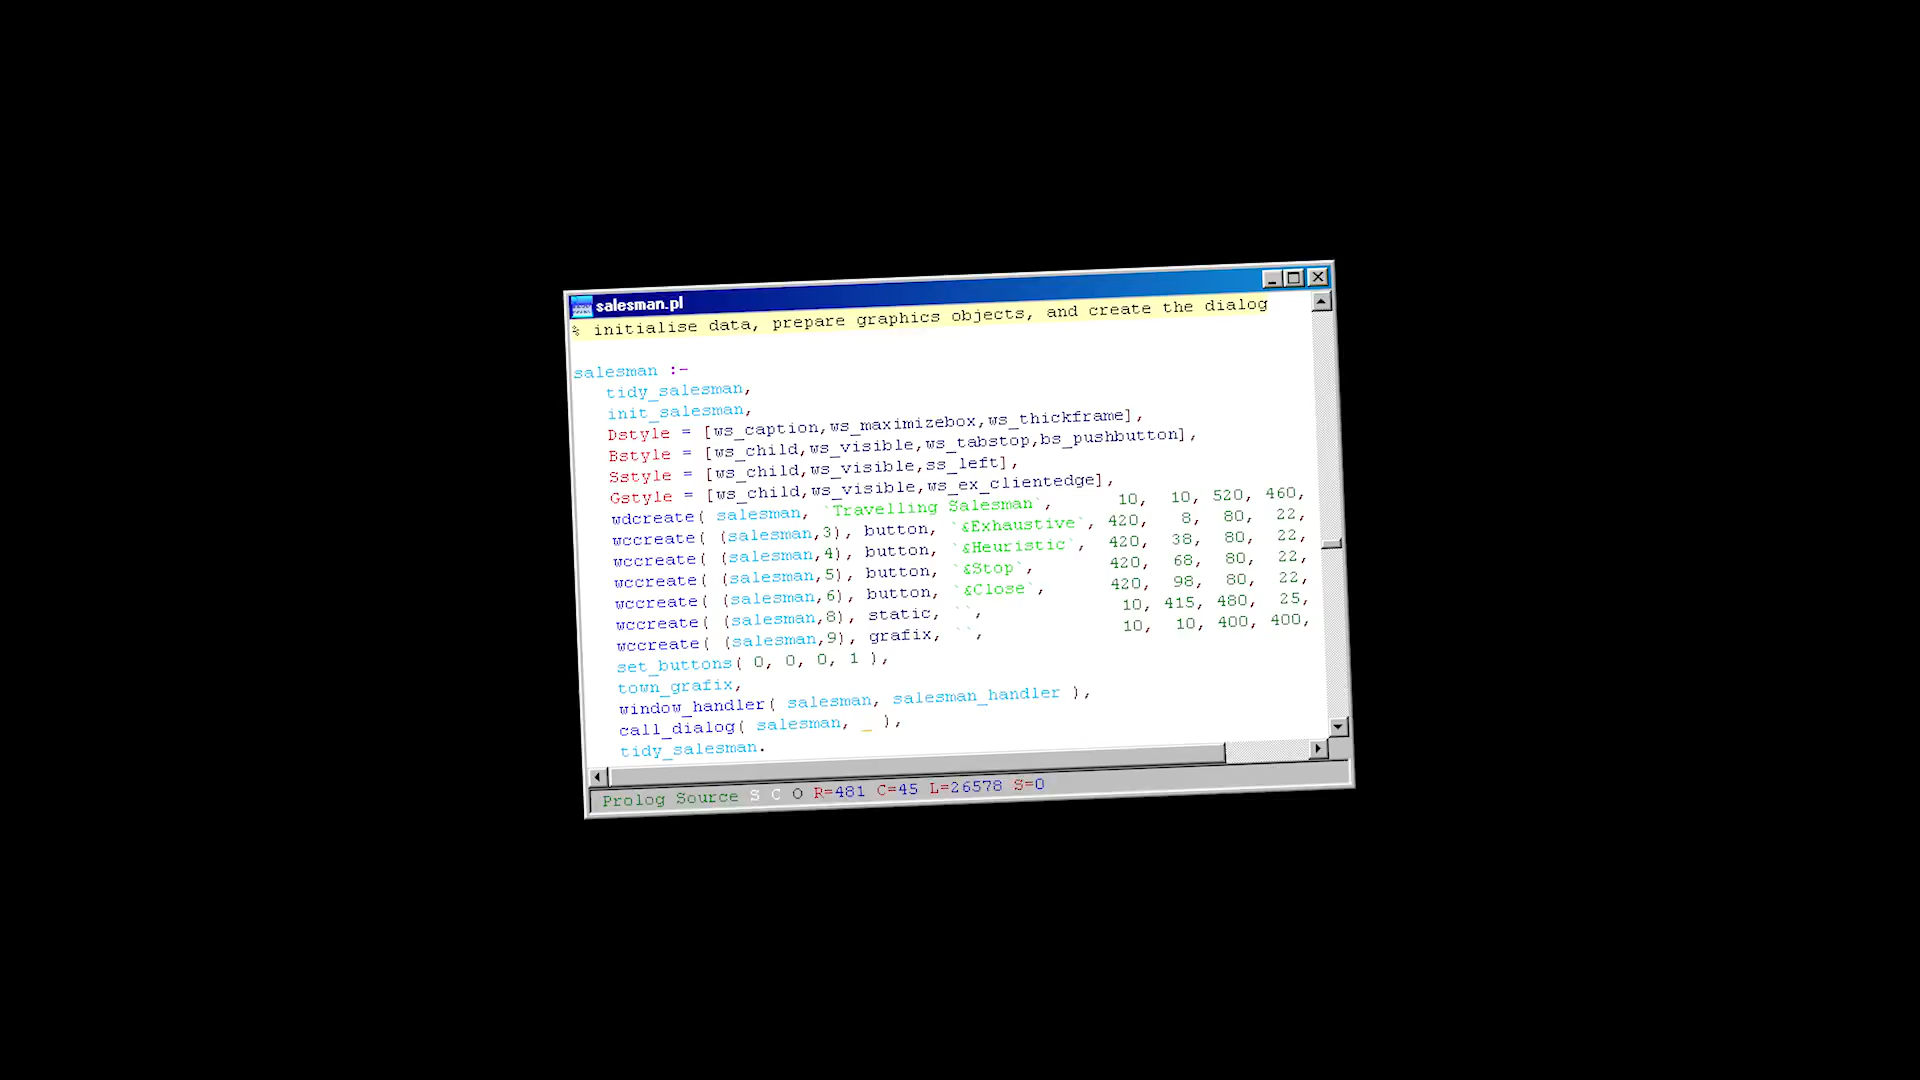 salesman.pl
% initialise data, prepare graphics objects, and create the dialog
salesman :-
tidy_salesman,
init_salesman,
Dstyle = [ws_caption,ws_maximizebox,ws_thickframe],
Bstyle = [ws_child,ws_visible,ws_tabstop,bs_pushbutton],
Sstyle = [ws_child,ws_visible,ss_left],
Gstyle = [ws_child,ws_visible,ws_ex_clientedge],
wdcreate( salesman, `Travelling Salesman`, 10, 10, 520, 460,
wccreate( (salesman,3), button, `&Exhaustive`, 420, 8, 80, 22,
wccreate( (salesman,4), button, `&Heuristic`, 420, 38, 80, 22,
wccreate( (salesman,5), button, `&Stop`, 420, 68, 80, 22,
wccreate( (salesman,6), button, `&Close`, 420, 98, 80, 22,
wccreate( (salesman,8), static, ``, 10, 415, 480, 25,
wccreate( (salesman,9), grafix, ``, 10, 10, 400, 400,
set_buttons( 0, 0, 0, 1 ),
town_grafix,
window_handler( salesman, salesman_handler ),
call_dialog( salesman, _ ),
tidy_salesman.
Prolog Source S C O R=481 C=45 L=26578 S=0